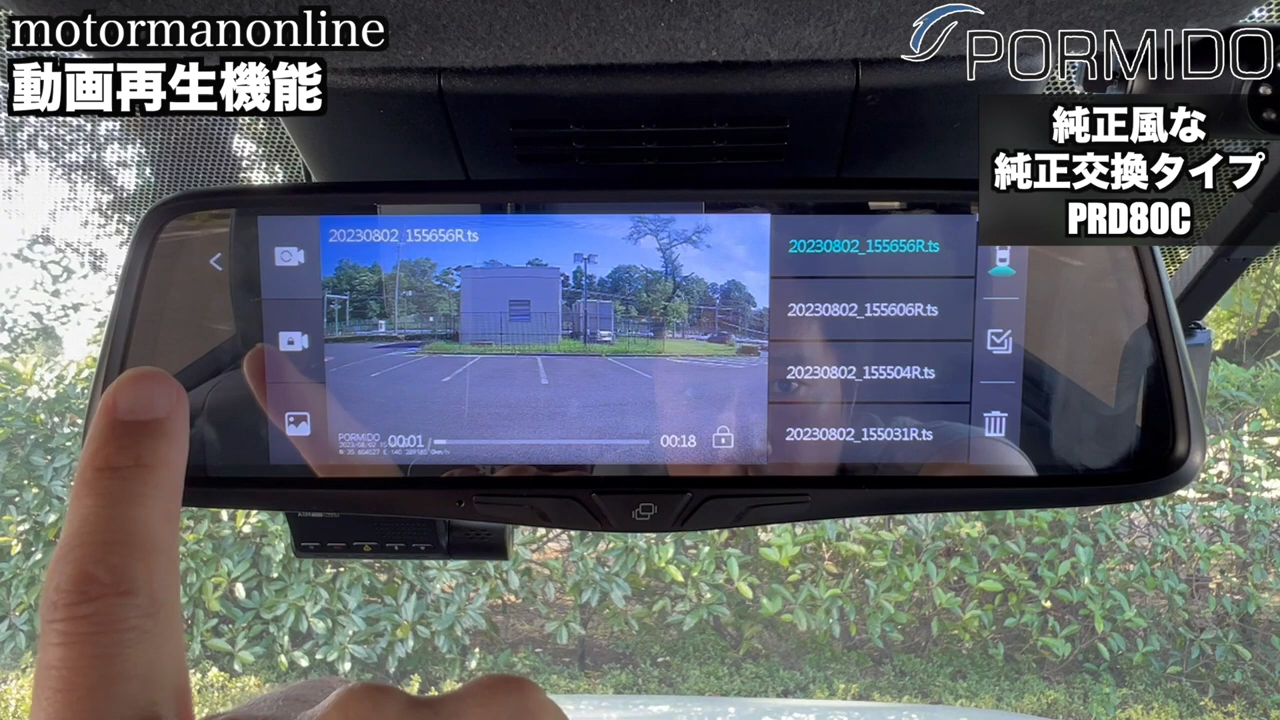 motormanonline
動画再生機能
PORMIDO
純正風な
純正交換タイプ
PRD80C
20230802_155656R.ts
20230802_155656R.ts
20230802_155606R.ts
20230802_155504R.ts
20230802_155031R.ts
PORMIDO
00:01 /
00:18